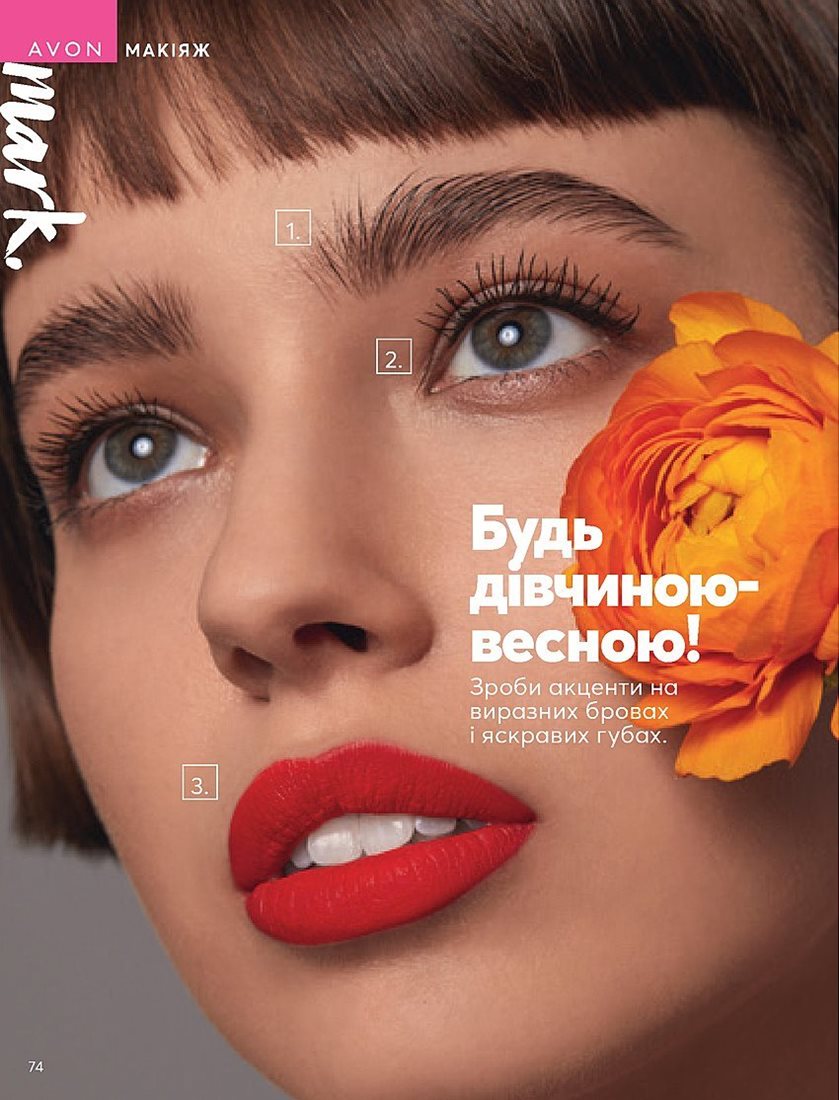 AVON МАКІЯЖ
mark.
1.
2.
Будь
дівчиною-
весною!
Зроби акценти на
виразних бровах
і яскравих губах.
3.
74